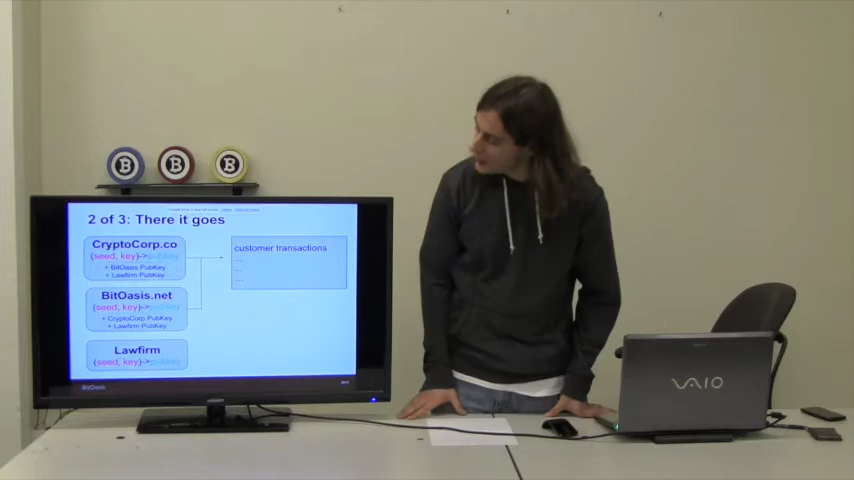 2 of 3: There it goes
CryptoCorp.co
(seed, key)->pubkey
+ BitOasis PubKey
+ Lawfirm PubKey
customer transactions
...
...
...
BitOasis.net
(seed, key)->pubkey
+ CryptoCorp PubKey
+ Lawfirm PubKey
Lawfirm
(seed, key)->pubkey
BitOasis
VAIO